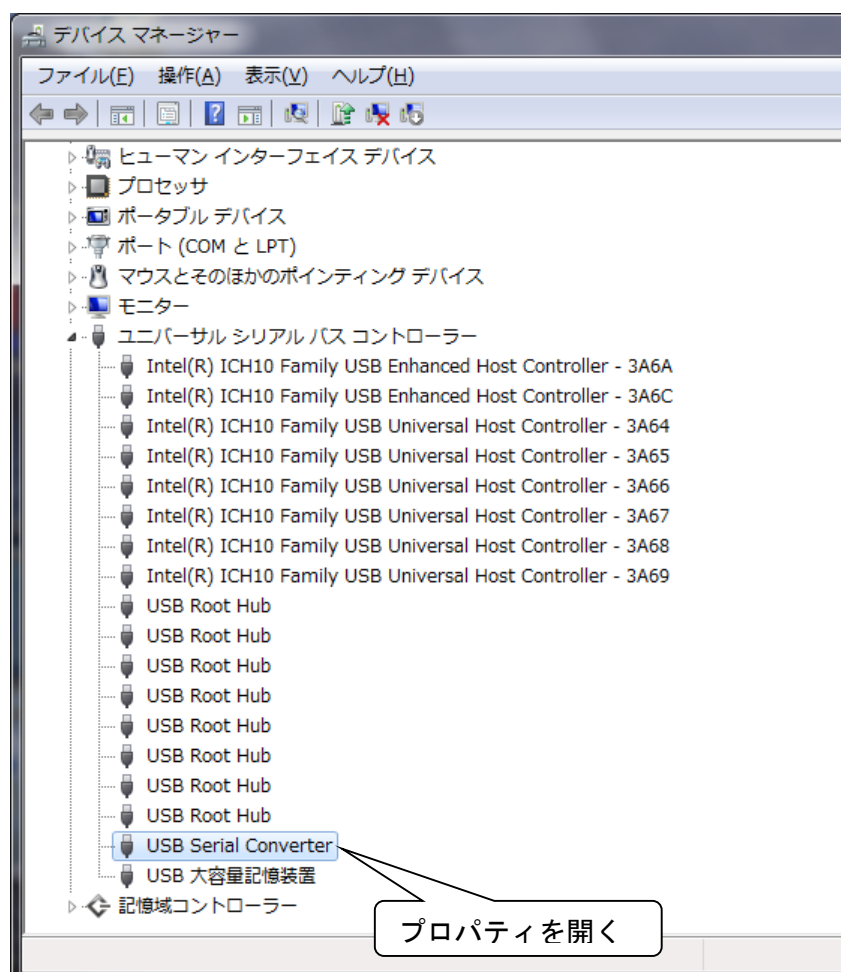 デバイス マネージャー
ファイル(F) 操作(A) 表示(V) ヘルプ(H)
ヒューマン インターフェイス デバイス
プロセッサ
ポータブル デバイス
ポート (COM と LPT)
マウスとそのほかのポインティング デバイス
モニター
ユニバーサル シリアル バス コントローラー
Intel(R) ICH10 Family USB Enhanced Host Controller - 3A6A
Intel(R) ICH10 Family USB Enhanced Host Controller - 3A6C
Intel(R) ICH10 Family USB Universal Host Controller - 3A64
Intel(R) ICH10 Family USB Universal Host Controller - 3A65
Intel(R) ICH10 Family USB Universal Host Controller - 3A66
Intel(R) ICH10 Family USB Universal Host Controller - 3A67
Intel(R) ICH10 Family USB Universal Host Controller - 3A68
Intel(R) ICH10 Family USB Universal Host Controller - 3A69
USB Root Hub
USB Root Hub
USB Root Hub
USB Root Hub
USB Root Hub
USB Root Hub
USB Root Hub
USB Root Hub
USB Serial Converter
USB 大容量記憶装置
記憶域コントローラー
プロパティを開く